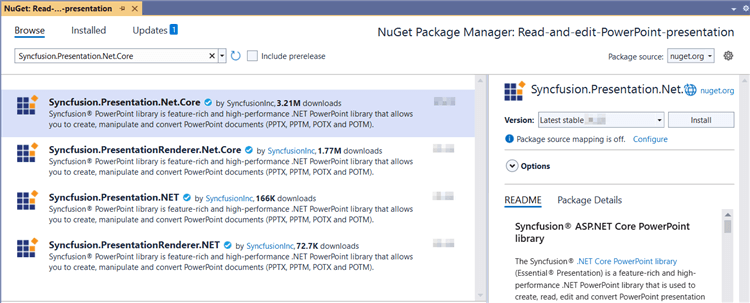 NuGet: Read-...-presentation
Browse Installed Updates 1
NuGet Package Manager: Read-and-edit-PowerPoint-presentation
Syncfusion.Presentation.Net.Core
Include prerelease
Package source: nuget.org
Syncfusion.Presentation.Net.Core by SyncfusionInc, 3.21M downloads
Syncfusion® PowerPoint library is feature-rich and high-performance .NET PowerPoint library that allows
you to create, manipulate and convert PowerPoint documents (PPTX, PPTM, POTX and POTM).
Syncfusion.PresentationRenderer.Net.Core by SyncfusionInc, 1.77M downloads
Syncfusion® PowerPoint library is feature-rich and high-performance .NET PowerPoint library that allows
you to create, manipulate and convert PowerPoint documents (PPTX, PPTM, POTX and POTM).
Syncfusion.Presentation.NET by SyncfusionInc, 166K downloads
Syncfusion® PowerPoint library is feature-rich and high-performance .NET PowerPoint library that allows
you to create, manipulate and convert PowerPoint documents (PPTX, PPTM, POTX and POTM).
Syncfusion.PresentationRenderer.NET by SyncfusionInc, 72.7K downloads
Syncfusion® PowerPoint library is feature-rich and high-performance .NET PowerPoint library that allows
you to create, manipulate and convert PowerPoint documents (PPTX, PPTM, POTX and POTM).
Syncfusion.Presentation.Net. nuget.org
Version: Latest stable Install
Package source mapping is off. Configure
Options
README Package Details
Syncfusion® ASP.NET Core PowerPoint
library
The Syncfusion® .NET Core PowerPoint library
(Essential® Presentation) is a feature-rich and high-
performance .NET PowerPoint library that is used to
create, read, edit and convert PowerPoint presentation